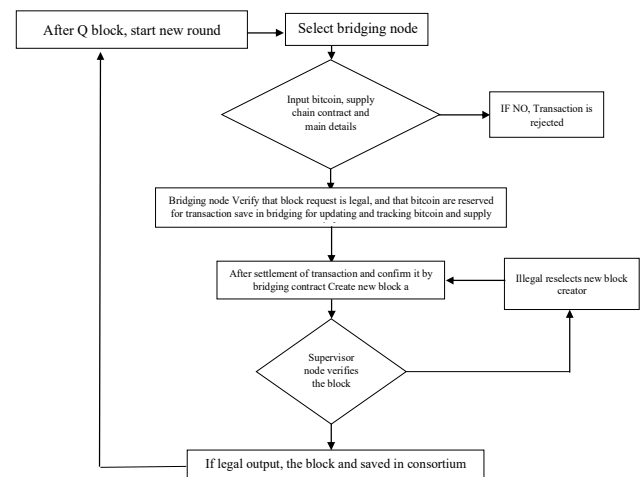 After Q block, start new round
Select bridging node
Input bitcoin, supply
chain contract and
main details
IF NO, Transaction is
rejected
Bridging node Verify that block request is legal, and that bitcoin are reserved
for transaction save in bridging for updating and tracking bitcoin and supply
After settlement of transaction and confirm it by
bridging contract Create new block a
Illegal reselects new block
creator
Supervisor
node verifies
the block
If legal output, the block and saved in consortium